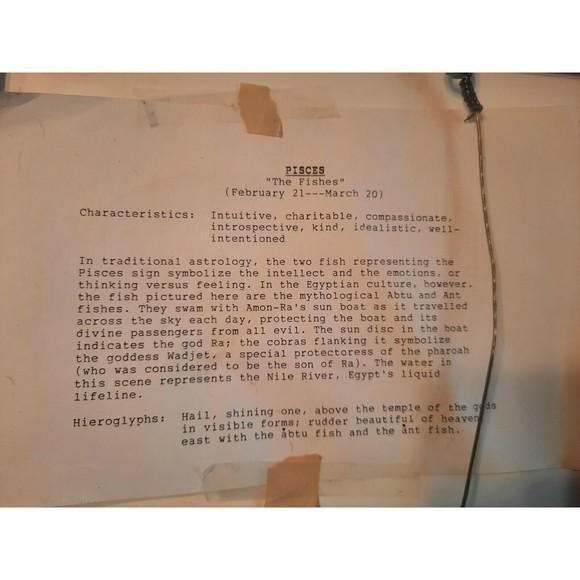 PISCES
"The Fishes"
(February 21---March 20)
Characteristics: Intuitive, charitable, compassionate,
introspective, kind, idealistic, well-
intentioned
In traditional astrology, the two fish representing the
Pisces sign symbolize the intellect and the emotions, or
thinking versus feeling. In the Egyptian culture, however,
the fish pictured here are the mythological Abtu and Ant
fishes. They swam with Amon-Ra's sun boat as it travelled
across the sky each day, protecting the boat and its
divine passengers from all evil. The sun disc in the boat
indicates the god Ra; the cobras flanking it symbolize
the goddess Wadjet, a special protectoress of the pharoah
(who was considered to be the son of Ra). The water in
this scene represents the Nile River, Egypt's liquid
lifeline.
Hieroglyphs: Hail, shining one, above the temple of the gods
in visible forms; rudder beautiful of heaven
east with the åbtu fish and the ånt fish.